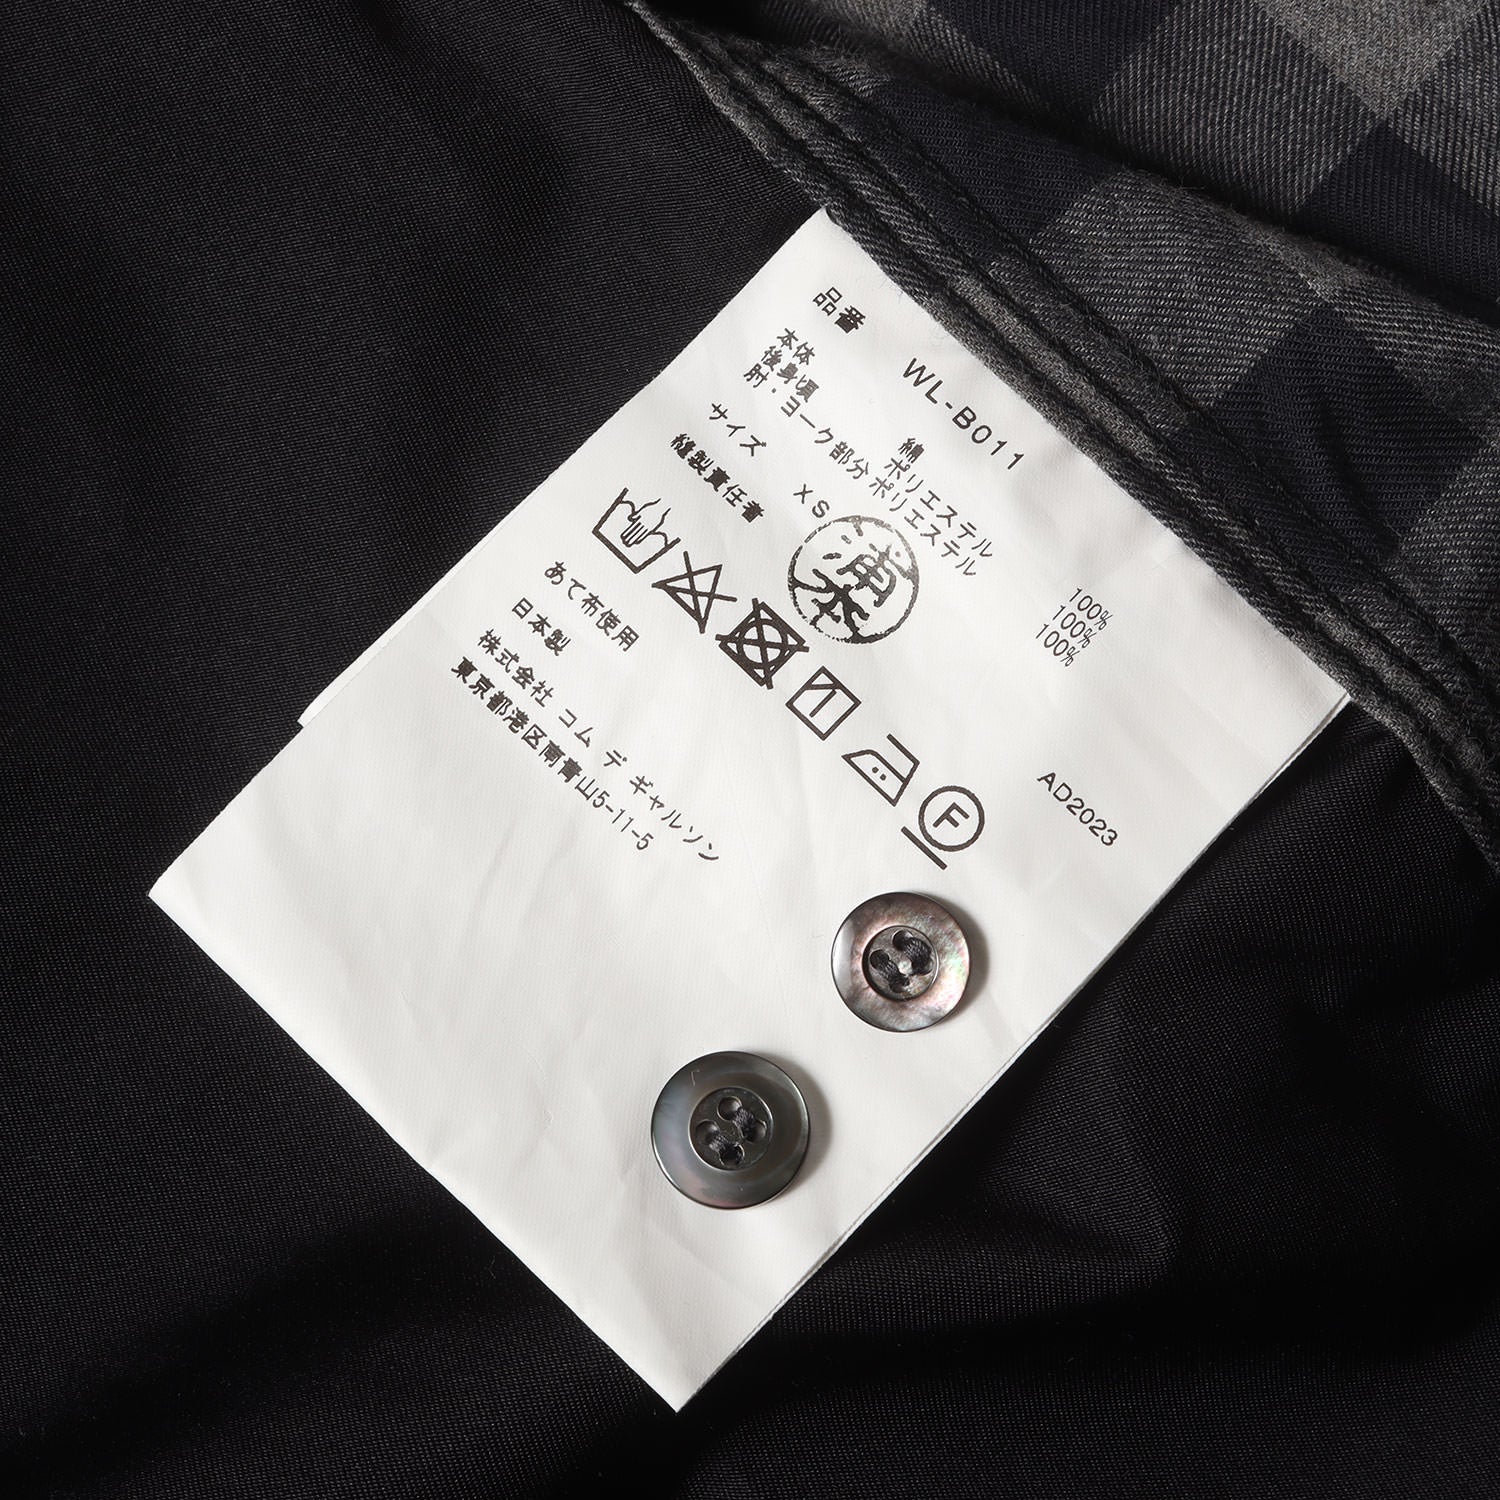 品番 WL-B011
本体 綿 100%
後身頃 ポリエステル 100%
肘・ヨーク部分 ポリエステル 100%
サイズ XS
縫製責任者 浦本
あて布使用
日本製
株式会社 コム デ ギャルソン
東京都港区南青山5-11-5
F
AD2023